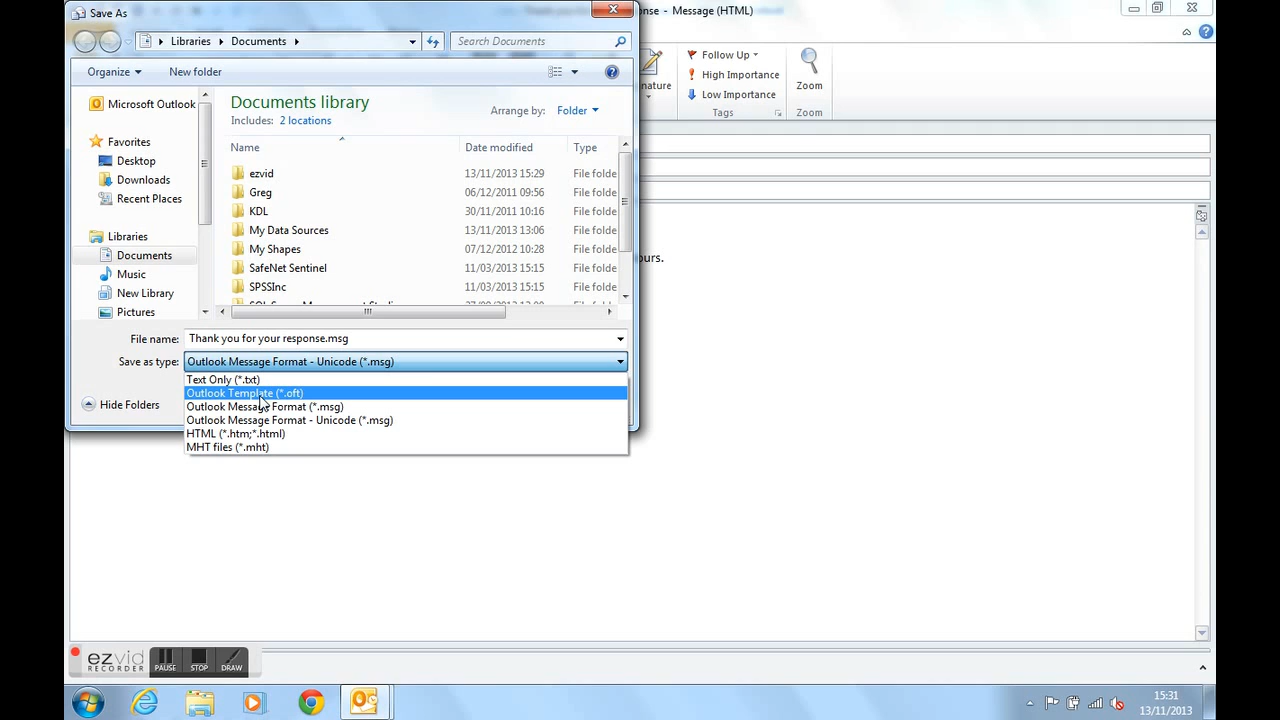 Save As
onse - Message (HTML)
Libraries
Documents
Search Documents
Organize
New folder
nature
Follow Up
High Importance
Low Importance
Tags
Zoom
Zoom
Microsoft Outlook
Favorites
Desktop
Downloads
Recent Places
Libraries
Documents
Music
New Library
Pictures
Documents library
Includes: 2 locations
Arrange by: Folder
Name Date modified Type
ezvid 13/11/2013 15:29 File folde
Greg 06/12/2011 09:56 File folde
KDL 30/11/2011 10:16 File folde
My Data Sources 13/11/2013 13:06 File folde
My Shapes 07/12/2012 10:28 File folde
SafeNet Sentinel 11/03/2013 15:15 File folde
SPSSInc 11/03/2013 15:15 File folde
ours.
File name: Thank you for your response.msg
Save as type: Outlook Message Format - Unicode (*.msg)
Text Only (*.txt)
Outlook Template (*.oft)
Outlook Message Format (*.msg)
Outlook Message Format - Unicode (*.msg)
HTML (*.htm;*.html)
MHT files (*.mht)
Hide Folders
ezvid
RECORDER
PAUSE
STOP
DRAW
15:31
13/11/2013